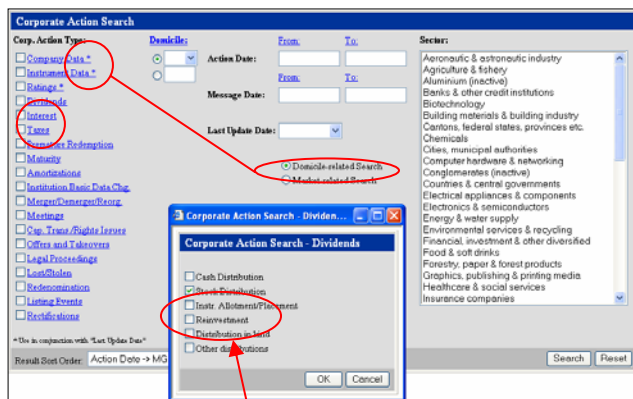 Corporate Action Search
Corp. Action Type:
Domicile:
From:
To:
Sector:
Company Data *
Action Date:
Instrument Data *
From:
To:
Ratings *
Message Date:
Dividends
Interest
Taxes
Last Update Date:
Premature Redemption
Maturity
Domicile-related Search
Amortizations
Market-related Search
Institution Basic Data Chg.
Merger/Demerger/Reorg.
Meetings
Cap. Trans./Rights Issues
Offers and Takeovers
Legal Proceedings
Lost/Stolen
Redenomination
Listing Events
Rectifications
*Use in conjunction with "Last Update Date"
Aeronautic & astronautic industry
Agriculture & fishery
Aluminium (inactive)
Banks & other credit institutions
Biotechnology
Building materials & building industry
Cantons, federal states, provinces etc.
Chemicals
Cities, municipal authorities
Computer hardware & networking
Conglomerates (inactive)
Countries & central governments
Electrical appliances & components
Electronics & semiconductors
Energy & water supply
Environmental services & recycling
Financial, investment & other diversified
Food & soft drinks
Forestry, paper & forest products
Graphics, publishing & printing media
Healthcare & social services
Insurance companies
Corporate Action Search - Dividen...
Corporate Action Search - Dividends
Cash Distribution
Stock Distribution
Instr. Allotment/Placement
Reinvestment
Distribution in kind
Other distributions
OK
Cancel
Result Sort Order:
Action Date -> MG
Search
Reset